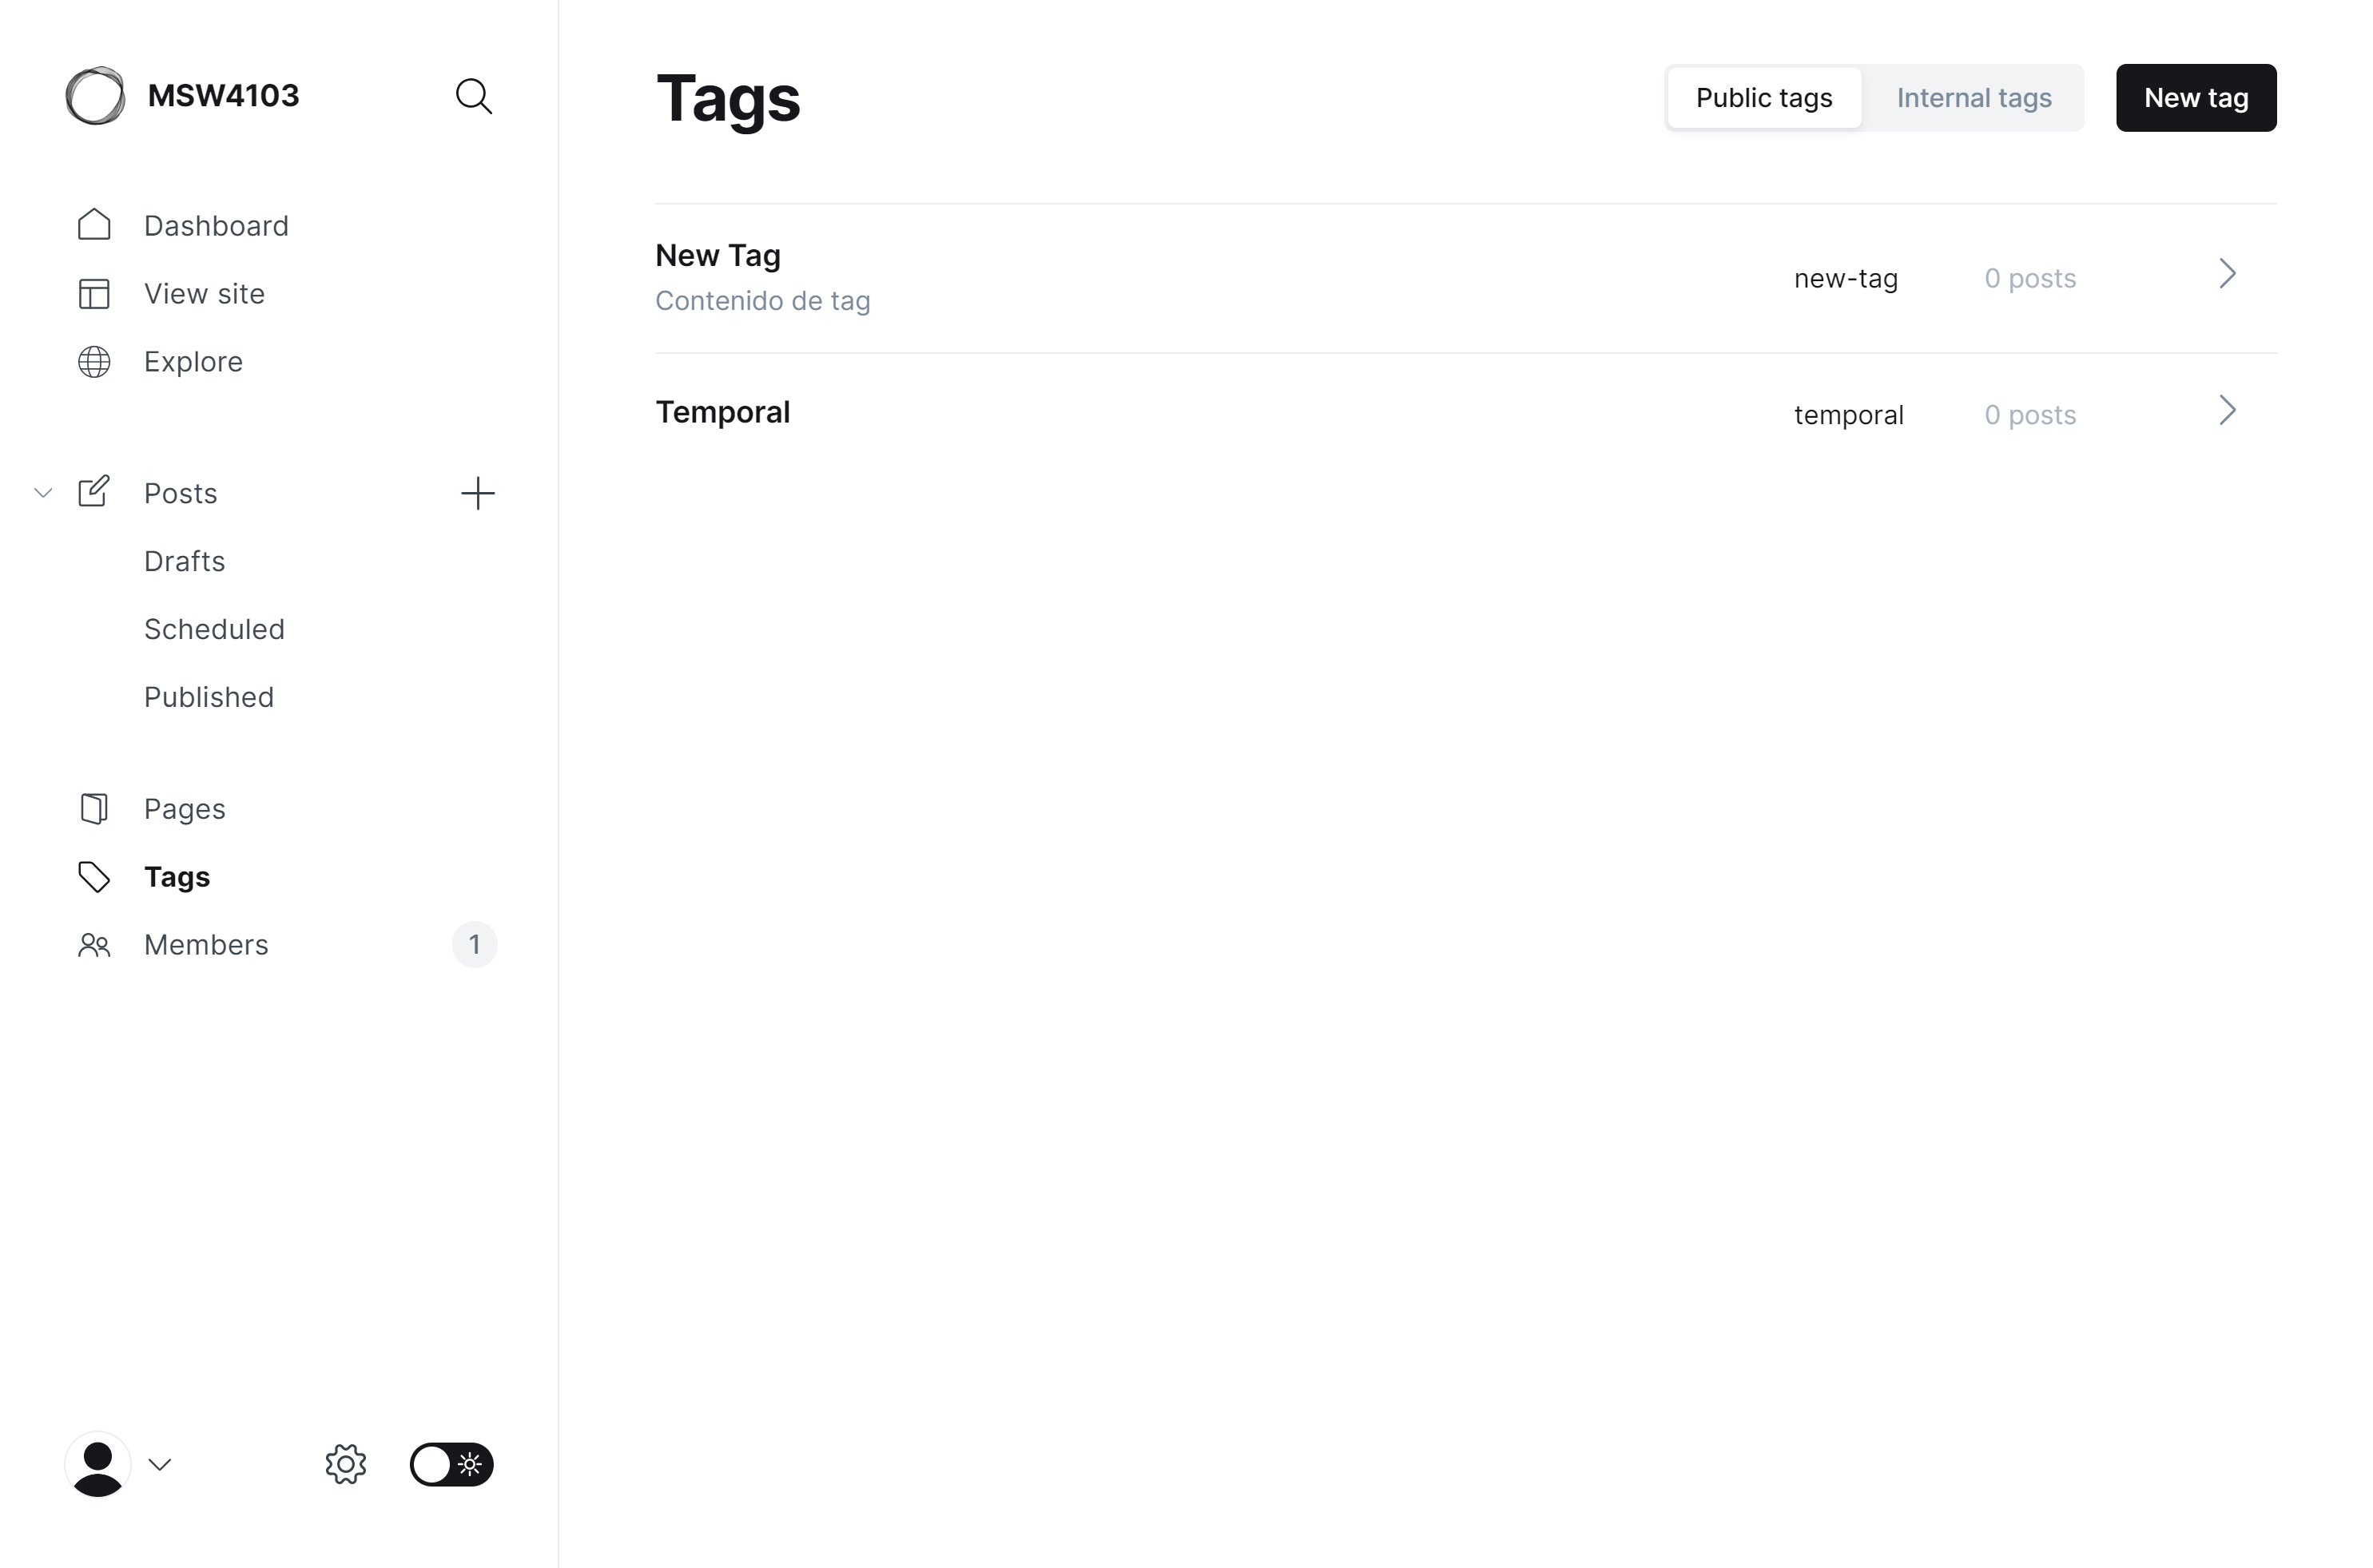 MSW4103
Dashboard
View site
Explore
Posts
Drafts
Scheduled
Published
Pages
Tags
Members 1
Tags
Public tags Internal tags New tag
New Tag
Contenido de tag
new-tag 0 posts
Temporal temporal 0 posts